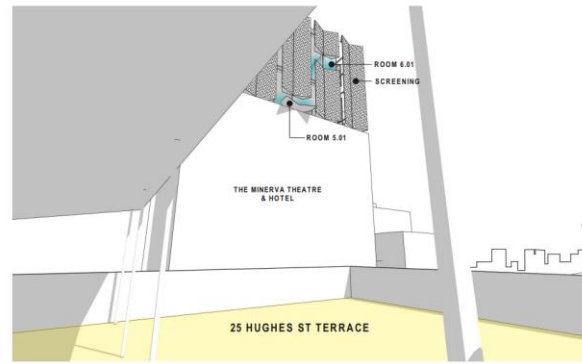 ROOM 6.01
SCREENING
ROOM 5.01
THE MINERVA THEATRE
& HOTEL
25 HUGHES ST TERRACE